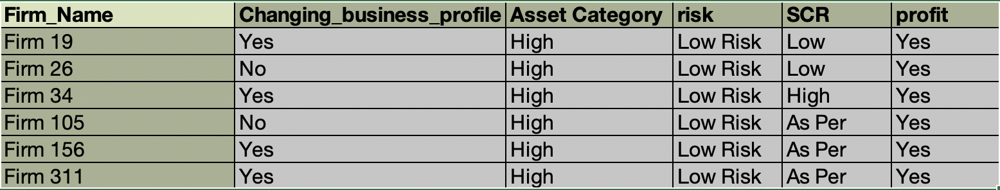 Firm_Name Changing_business_profile Asset Category risk SCR profit
Firm 19 Yes High Low Risk Low Yes
Firm 26 No High Low Risk Low Yes
Firm 34 Yes High Low Risk High Yes
Firm 105 No High Low Risk As Per Yes
Firm 156 Yes High Low Risk As Per Yes
Firm 311 Yes High Low Risk As Per Yes